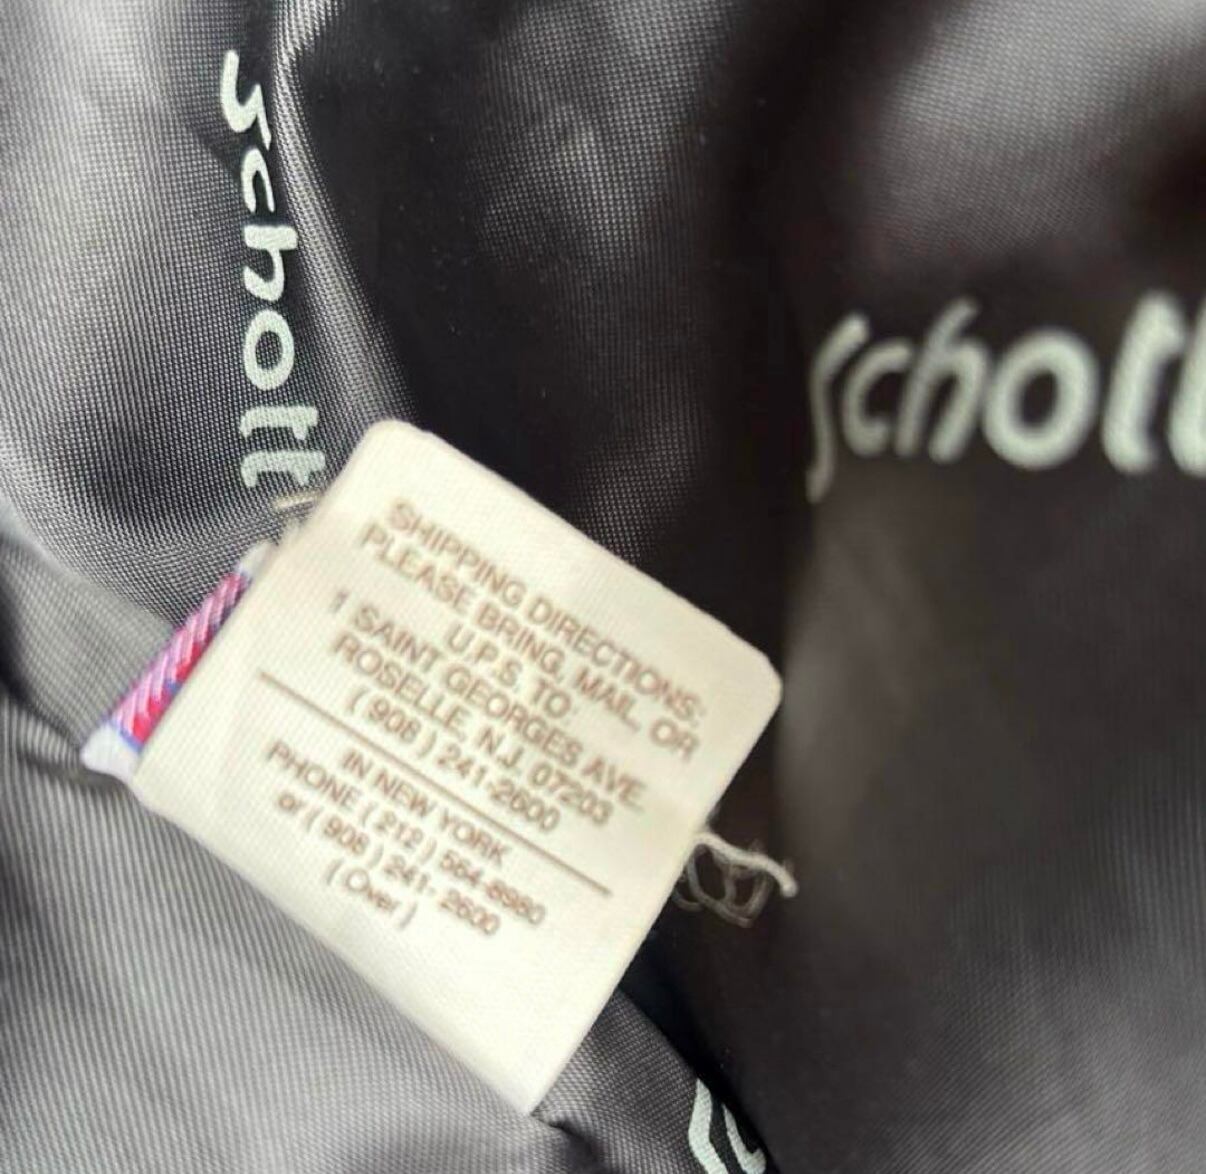 schott
schott
SHIPPING DIRECTIONS:
PLEASE BRING, MAIL, OR
U.P.S. TO:
1 SAINT GEORGES AVE.
ROSELLE, N.J. 07203
( 908 ) 241-2600
IN NEW YORK
PHONE ( 212 ) 564-6980
or ( 908 ) 241- 2600
( Over )